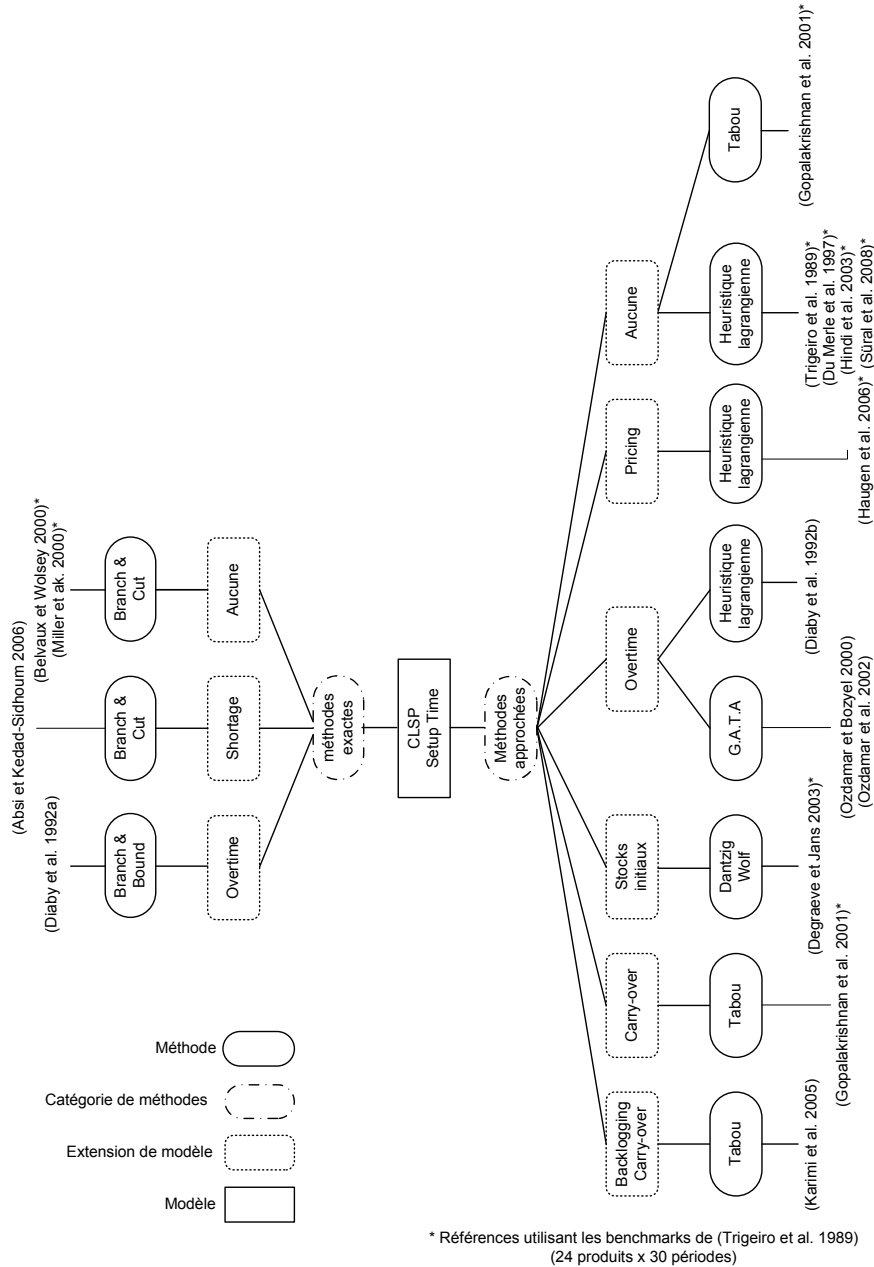 (Absi et Kedad-Sidhoum 2006)
(Diaby et al. 1992a)
(Belvaux et Wolsey 2000)*
(Miller et ak. 2000)*
Branch &
Bound
Branch &
Cut
Branch &
Cut
Overtime
Shortage
Aucune
méthodes
exactes
CLSP
Setup Time
Méthodes
approchées
Backlogging
Carry-over
Carry-over
Stocks
initiaux
Overtime
Pricing
Aucune
Tabou
Tabou
Dantzig
Wolf
G.A.T.A
Heuristique
lagrangienne
Heuristique
lagrangienne
Heuristique
lagrangienne
Tabou
(Karimi et al. 2005)
(Gopalakrishnan et al. 2001)*
(Degraeve et Jans 2003)*
(Ozdamar et Bozyel 2000)
(Ozdamar et al. 2002)
(Diaby et al. 1992b)
(Haugen et al. 2006)*
(Trigeiro et al. 1989)*
(Du Merle et al. 1997)*
(Hindi et al. 2003)*
(Süral et al. 2008)*
(Gopalakrishnan et al. 2001)*
Méthode
Catégorie de méthodes
Extension de modèle
Modèle
* Références utilisant les benchmarks de (Trigeiro et al. 1989)
(24 produits x 30 périodes)